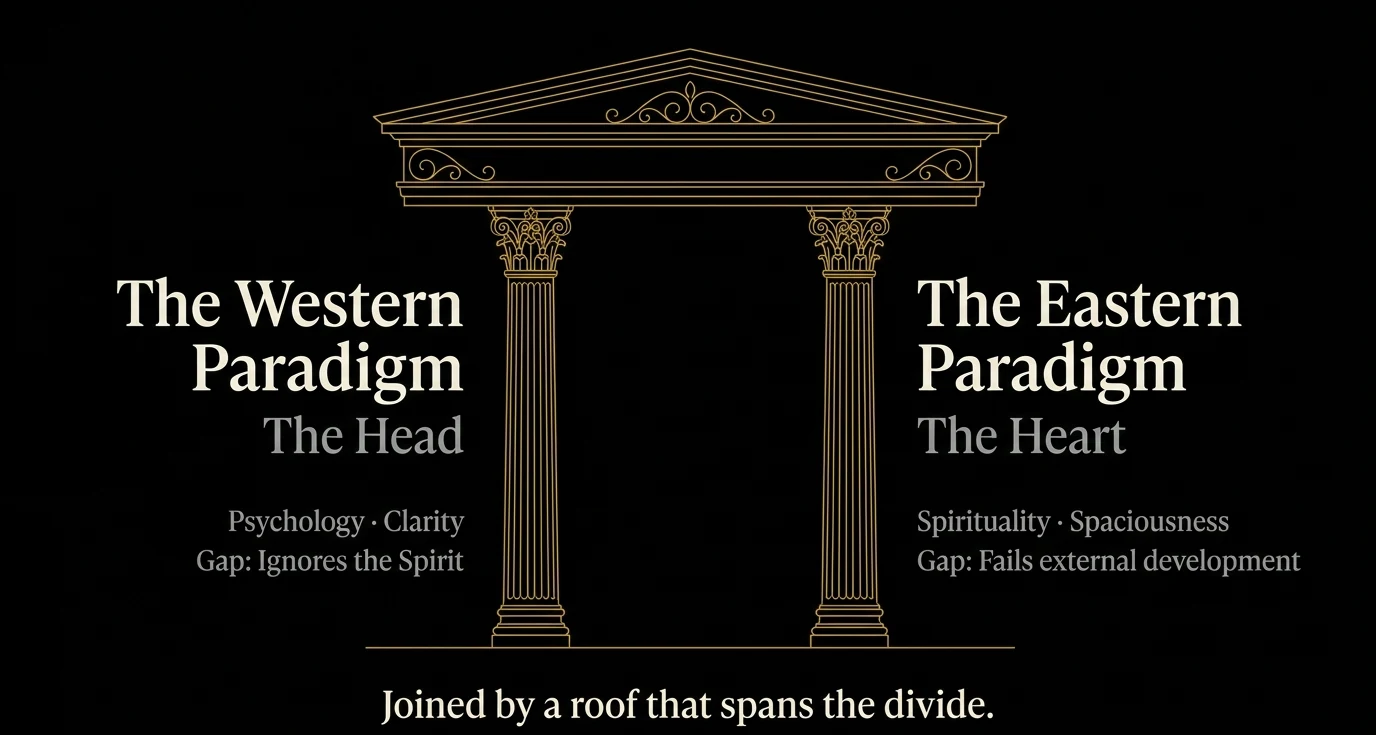 The Western
Paradigm
The Head
Psychology · Clarity
Gap: Ignores the Spirit
The Eastern
Paradigm
The Heart
Spirituality · Spaciousness
Gap: Fails external development
Joined by a roof that spans the divide.